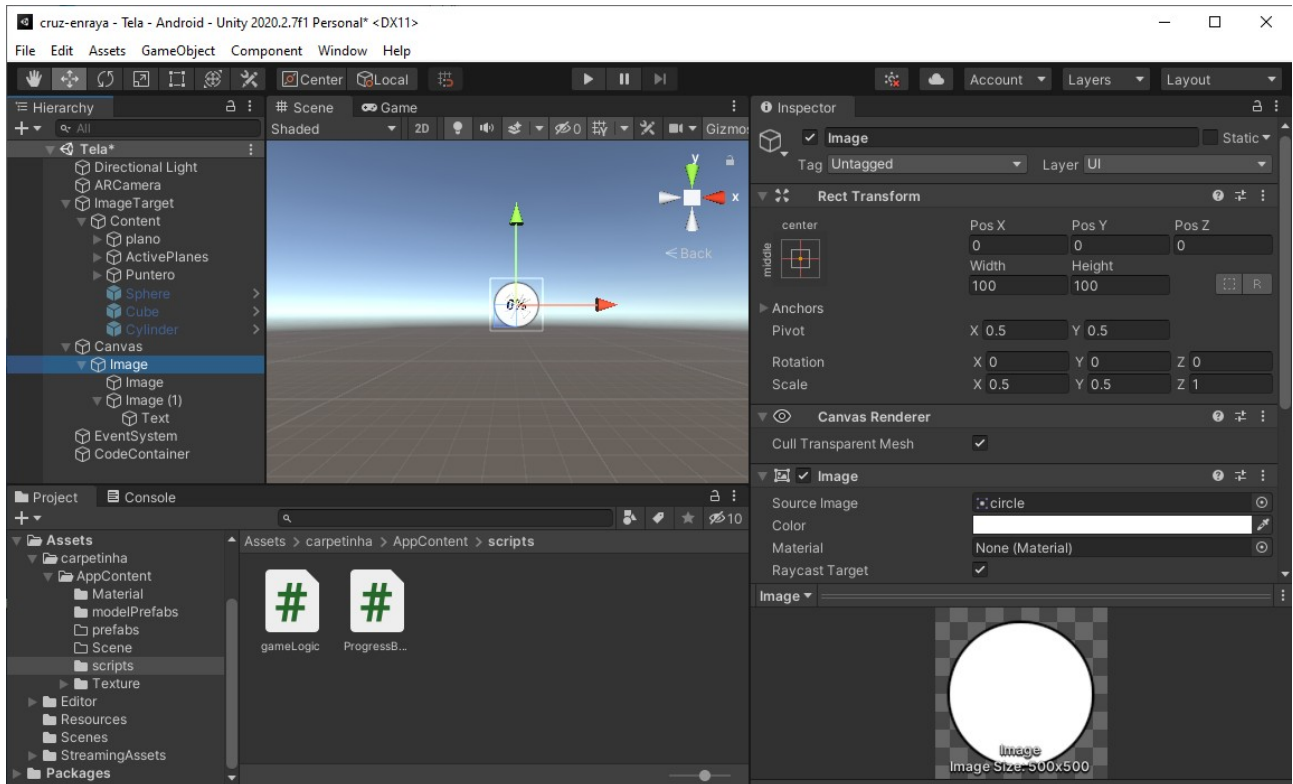 cruz-enraya - Tela - Android - Unity 2020.2.7f1 Personal* <DX11>
File Edit Assets GameObject Component Window Help
Center Local Account Layers Layout
Hierarchy
All
Tela*
Directional Light
ARCamera
ImageTarget
Content
plano
ActivePlanes
Puntero
Sphere
Cube
Cylinder
Canvas
Image
Image
Image (1)
Text
EventSystem
CodeContainer
Scene Game
Shaded 2D 0 Gizmo
y
x
Back
0%
Inspector
Image Static
Tag Untagged Layer UI
Rect Transform
center Pos X Pos Y Pos Z
middle 0 0 0
Width Height
100 100 R
Anchors
Pivot X 0.5 Y 0.5
Rotation X 0 Y 0 Z 0
Scale X 0.5 Y 0.5 Z 1
Canvas Renderer
Cull Transparent Mesh
Image
Source Image circle
Color
Material None (Material)
Raycast Target
Image
Image
Image Size: 500x500
Project Console
10
Assets
carpetinha
AppContent
Material
modelPrefabs
prefabs
Scene
scripts
Texture
Editor
Resources
Scenes
StreamingAssets
Packages
Assets > carpetinha > AppContent > scripts
# #
gameLogic ProgressB...